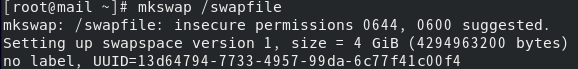 [root@mail ~]# mkswap /swapfile
mkswap: /swapfile: insecure permissions 0644, 0600 suggested.
Setting up swapspace version 1, size = 4 GiB (4294963200 bytes)
no label, UUID=13d64794-7733-4957-99da-6c77f41c00f4